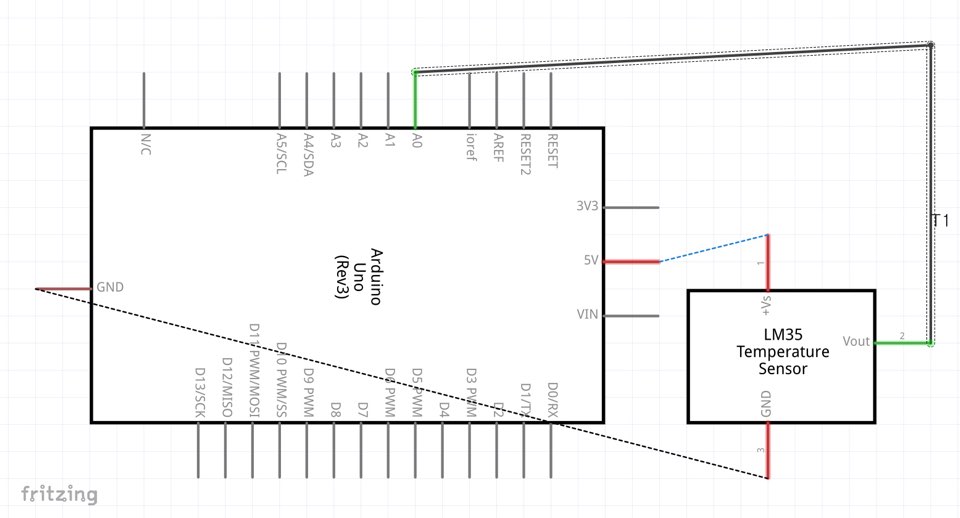 N/C
A5/SCL
A4/SDA
A3
A2
A1
A0
ioref
AREF
RESET2
RESET
3V3
5V
VIN
GND
Arduino
Uno
(Rev3)
D13/SCK
D12/MISO
D11 PWM/MOSI
D10 PWM/SS
D9 PWM
D8
D7
PWM
D5 PWM
D4
D3 PWM
D2
D1/TX
D0/RX
T1
1
+Vs
LM35
Temperature
Sensor
Vout
2
GND
3
fritzing